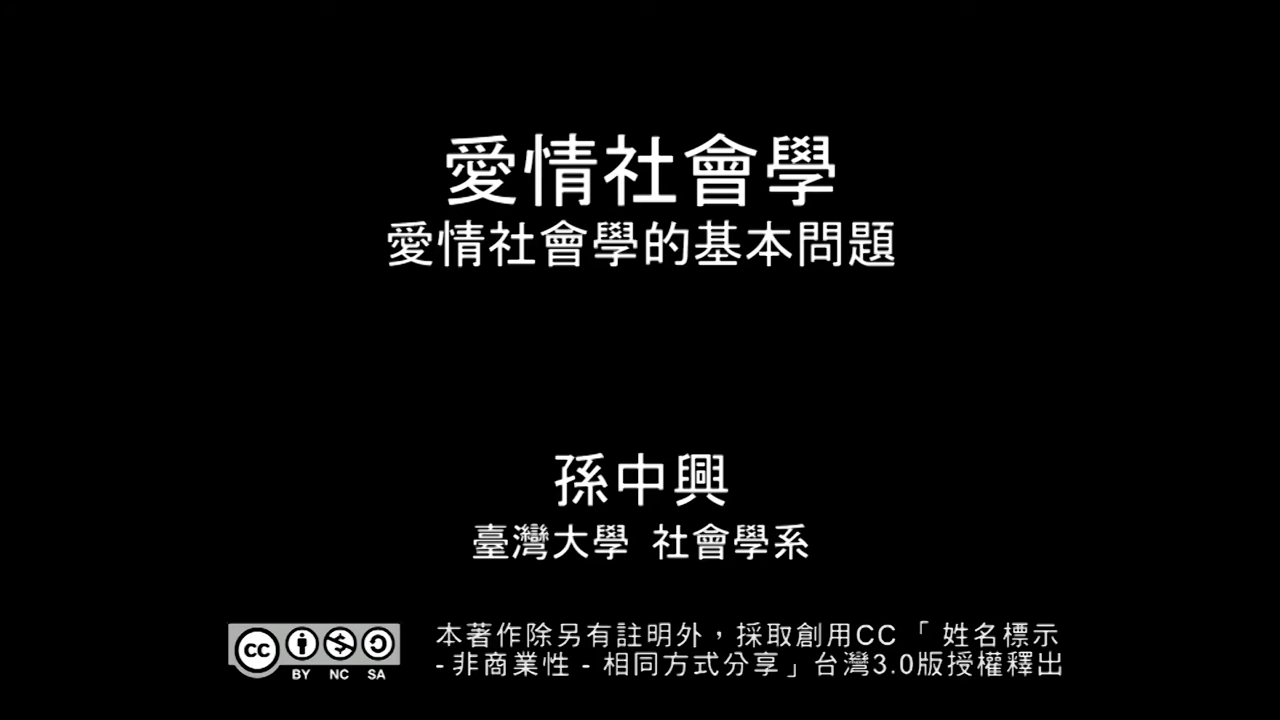 愛情社會學
愛情社會學的基本問題
孫中興
臺灣大學 社會學系
cc BY NC SA
本著作除另有註明外，採取創用CC「 姓名標示
- 非商業性 - 相同方式分享」台灣3.0版授權釋出